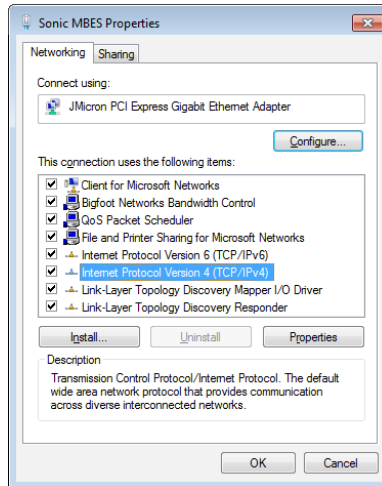 Sonic MBES Properties
Networking
Sharing
Connect using:
JMicron PCI Express Gigabit Ethernet Adapter
Configure...
This connection uses the following items:
Client for Microsoft Networks
Bigfoot Networks Bandwidth Control
QoS Packet Scheduler
File and Printer Sharing for Microsoft Networks
Internet Protocol Version 6 (TCP/IPv6)
Internet Protocol Version 4 (TCP/IPv4)
Link-Layer Topology Discovery Mapper I/O Driver
Link-Layer Topology Discovery Responder
Install...
Uninstall
Properties
Description
Transmission Control Protocol/Internet Protocol. The default
wide area network protocol that provides communication
across diverse interconnected networks.
OK
Cancel